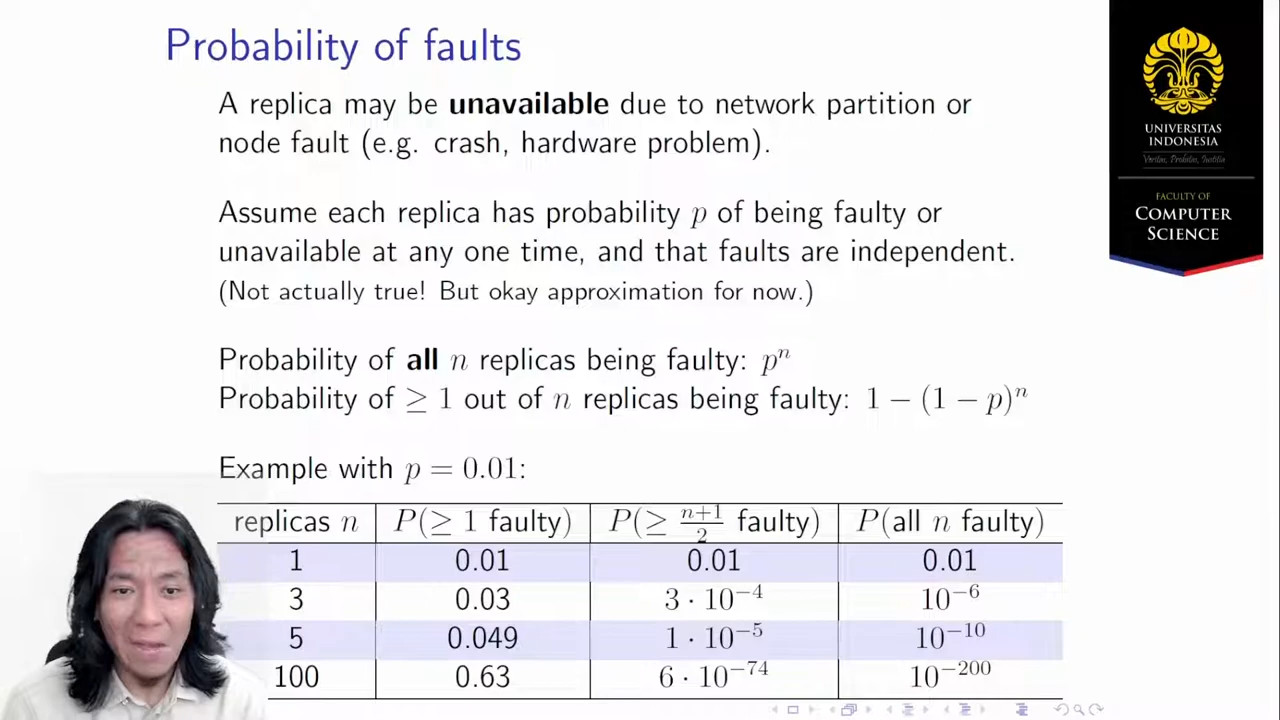 Probability of faults
A replica may be unavailable due to network partition or
node fault (e.g. crash, hardware problem).
Assume each replica has probability p of being faulty or
unavailable at any one time, and that faults are independent.
(Not actually true! But okay approximation for now.)
Probability of all n replicas being faulty: pⁿ
Probability of ≥ 1 out of n replicas being faulty: 1 − (1 − p)ⁿ
Example with p = 0.01:
replicas n | P(≥ 1 faulty) | P(≥ (n+1)/2 faulty) | P(all n faulty)
1 | 0.01 | 0.01 | 0.01
3 | 0.03 | 3 · 10⁻⁴ | 10⁻⁶
5 | 0.049 | 1 · 10⁻⁵ | 10⁻¹⁰
100 | 0.63 | 6 · 10⁻⁷⁴ | 10⁻²⁰⁰
UNIVERSITAS
INDONESIA
Veritas, Probitas, Iustitia
FACULTY OF
COMPUTER
SCIENCE